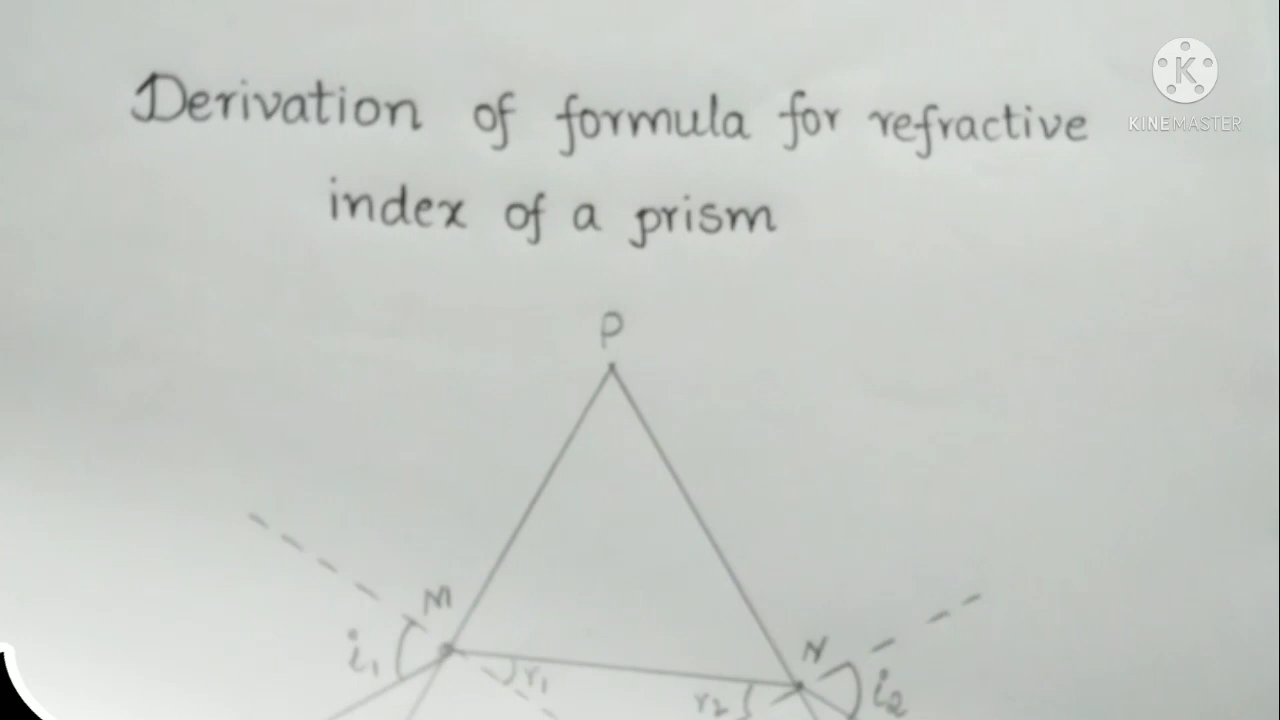 K
KINEMASTER
Derivation of formula for refractive
index of a prism
P
M
N
i1
r1
r2
i2